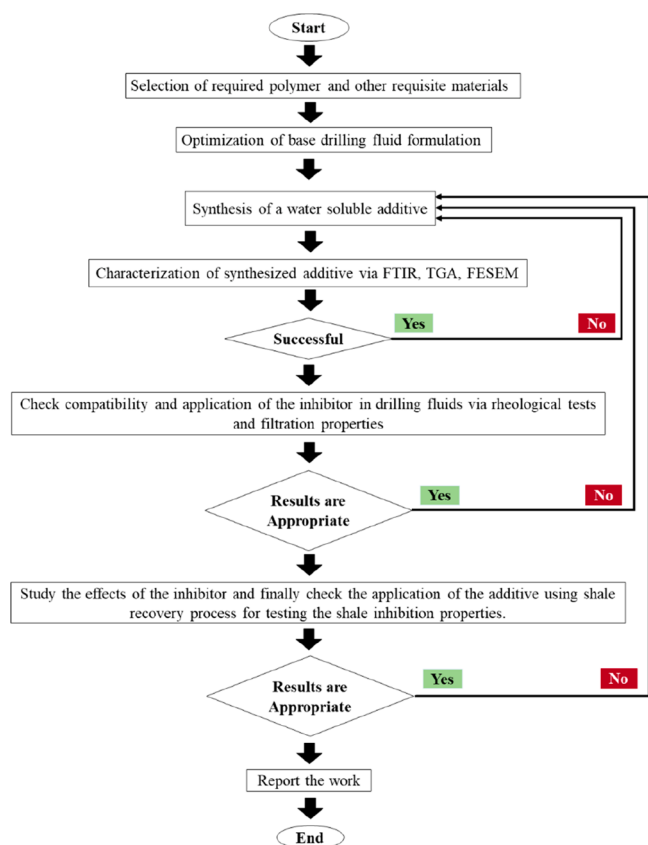 Start
Selection of required polymer and other requisite materials
Optimization of base drilling fluid formulation
Synthesis of a water soluble additive
Characterization of synthesized additive via FTIR, TGA, FESEM
Successful
Yes
No
Check compatibility and application of the inhibitor in drilling fluids via rheological tests
and filtration properties
Results are
Appropriate
Yes
No
Study the effects of the inhibitor and finally check the application of the additive using shale
recovery process for testing the shale inhibition properties.
Results are
Appropriate
Yes
No
Report the work
End